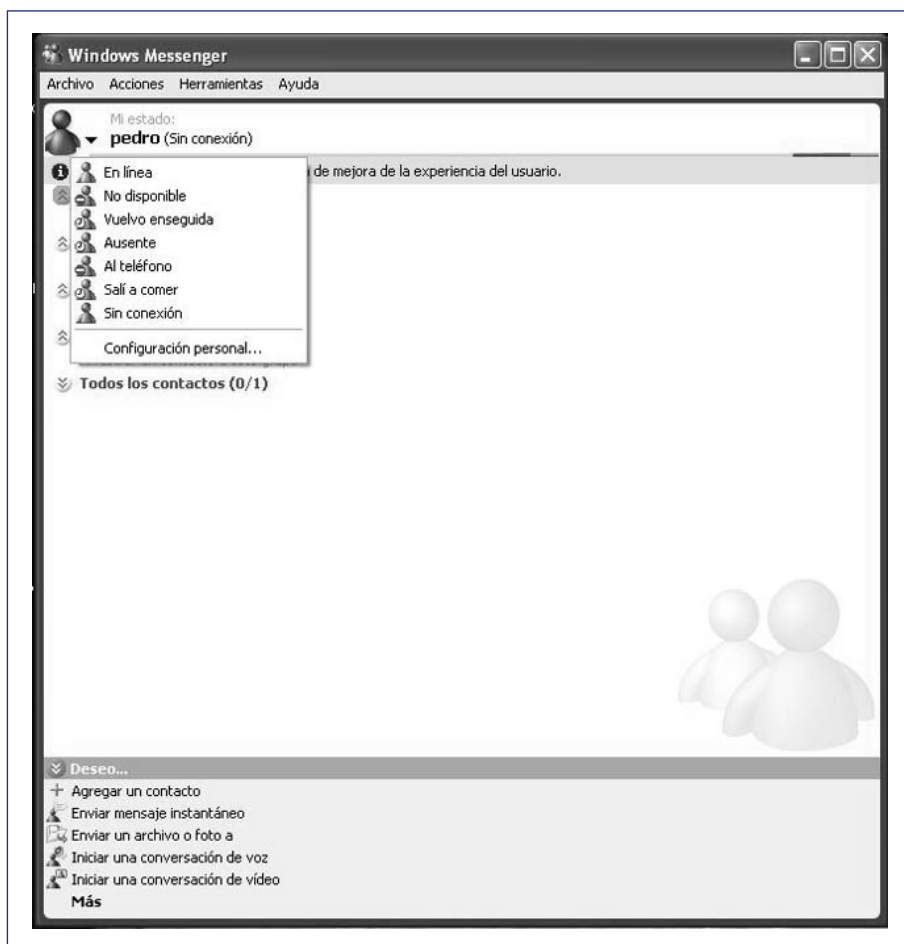 Windows Messenger
Archivo Acciones Herramientas Ayuda
Mi estado:
pedro (Sin conexión)
de mejora de la experiencia del usuario.
En línea
No disponible
Vuelvo enseguida
Ausente
Al teléfono
Salí a comer
Sin conexión
Configuración personal...
Todos los contactos (0/1)
Deseo...
Agregar un contacto
Enviar mensaje instantáneo
Enviar un archivo o foto a
Iniciar una conversación de voz
Iniciar una conversación de vídeo
Más